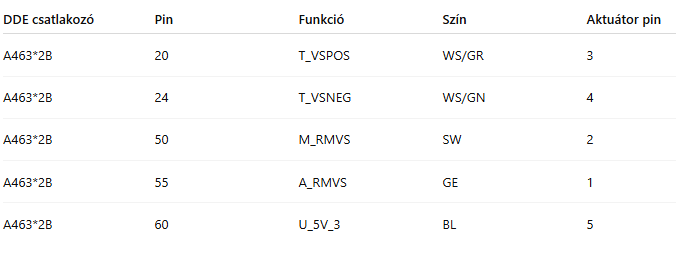 DDE csatlakozó Pin Funkció Szín Aktuátor pin
A463*2B 20 T_VSPOS WS/GR 3
A463*2B 24 T_VSNEG WS/GN 4
A463*2B 50 M_RMVS SW 2
A463*2B 55 A_RMVS GE 1
A463*2B 60 U_5V_3 BL 5